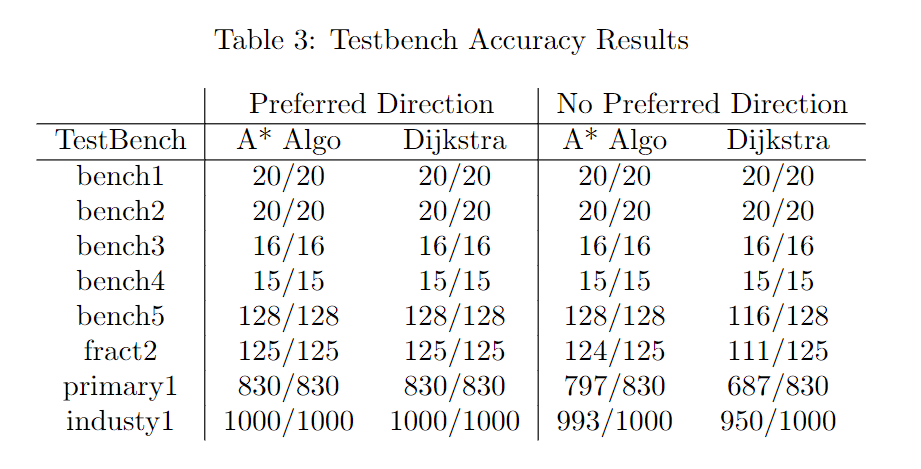 Table 3: Testbench Accuracy Results
Preferred Direction No Preferred Direction
TestBench A* Algo Dijkstra A* Algo Dijkstra
bench1 20/20 20/20 20/20 20/20
bench2 20/20 20/20 20/20 20/20
bench3 16/16 16/16 16/16 16/16
bench4 15/15 15/15 15/15 15/15
bench5 128/128 128/128 128/128 116/128
fract2 125/125 125/125 124/125 111/125
primary1 830/830 830/830 797/830 687/830
industy1 1000/1000 1000/1000 993/1000 950/1000